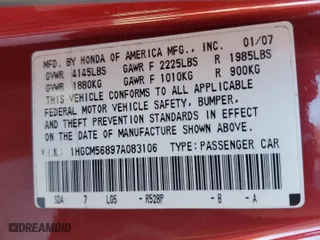 MFD. BY HONDA OF AMERICA MFG., INC. 01/07
GVWR 4145LBS GAWR F 2225LBS R 1985LBS
GVWR 1880KG GAWR F 1010KG R 900KG
THIS VEHICLE CONFORMS TO ALL APPLICABLE
FEDERAL MOTOR VEHICLE SAFETY, BUMPER,
AND THEFT PREVENTION STANDARDS IN EFFECT
ON THE DATE OF MANUFACTURE SHOWN ABOVE.
V.I.N.: 1HGCM56897A083106 TYPE: PASSENGER CAR
SDA 7 LG5 - R528P - B - A
DREAMBID